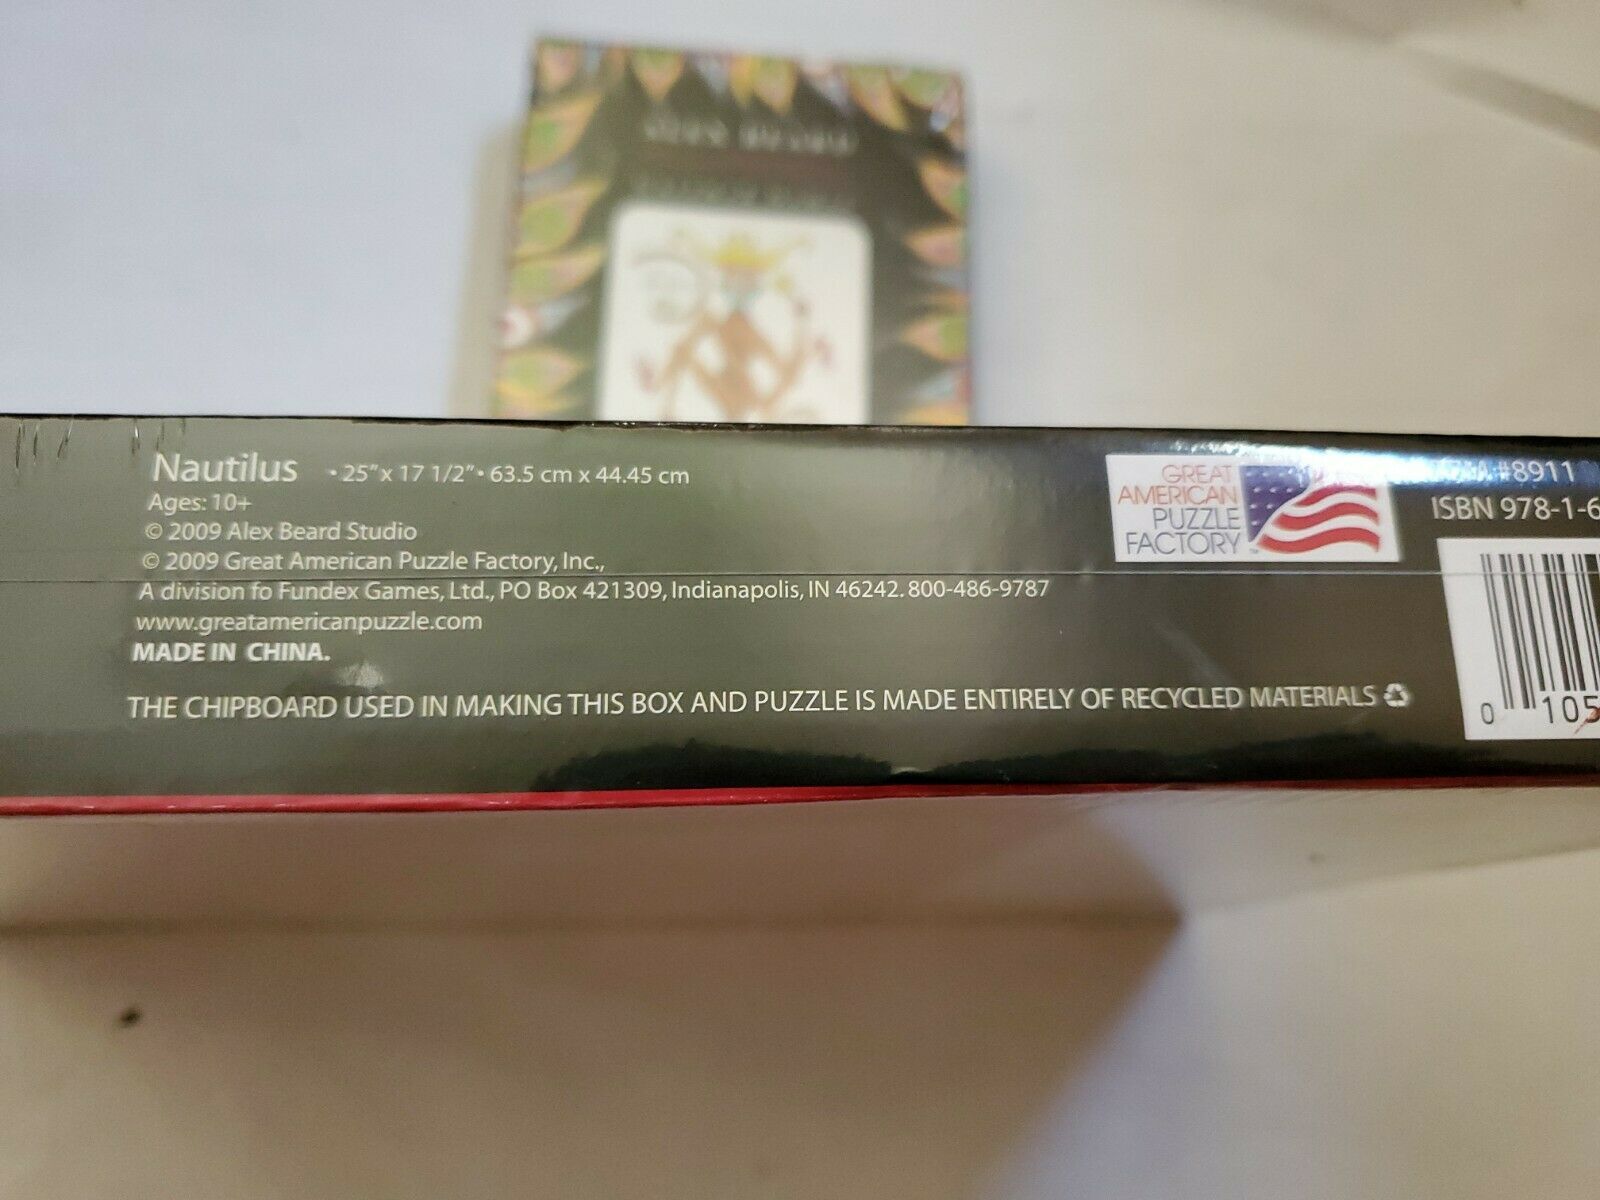 ALEX BEARD
Nautilus • 25" x 17 1/2" • 63.5 cm x 44.45 cm
Ages: 10+
© 2009 Alex Beard Studio
© 2009 Great American Puzzle Factory, Inc.,
A division fo Fundex Games, Ltd., PO Box 421309, Indianapolis, IN 46242. 800-486-9787
www.greatamericanpuzzle.com
MADE IN CHINA.
THE CHIPBOARD USED IN MAKING THIS BOX AND PUZZLE IS MADE ENTIRELY OF RECYCLED MATERIALS
GREAT
AMERICAN
PUZZLE
FACTORY
#8911
ISBN 978-1-6
0 105